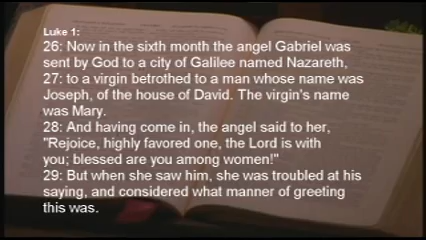 Luke 1:
26: Now in the sixth month the angel Gabriel was
sent by God to a city of Galilee named Nazareth,
27: to a virgin betrothed to a man whose name was
Joseph, of the house of David. The virgin's name
was Mary.
28: And having come in, the angel said to her,
"Rejoice, highly favored one, the Lord is with
you; blessed are you among women!"
29: But when she saw him, she was troubled at his
saying, and considered what manner of greeting
this was.